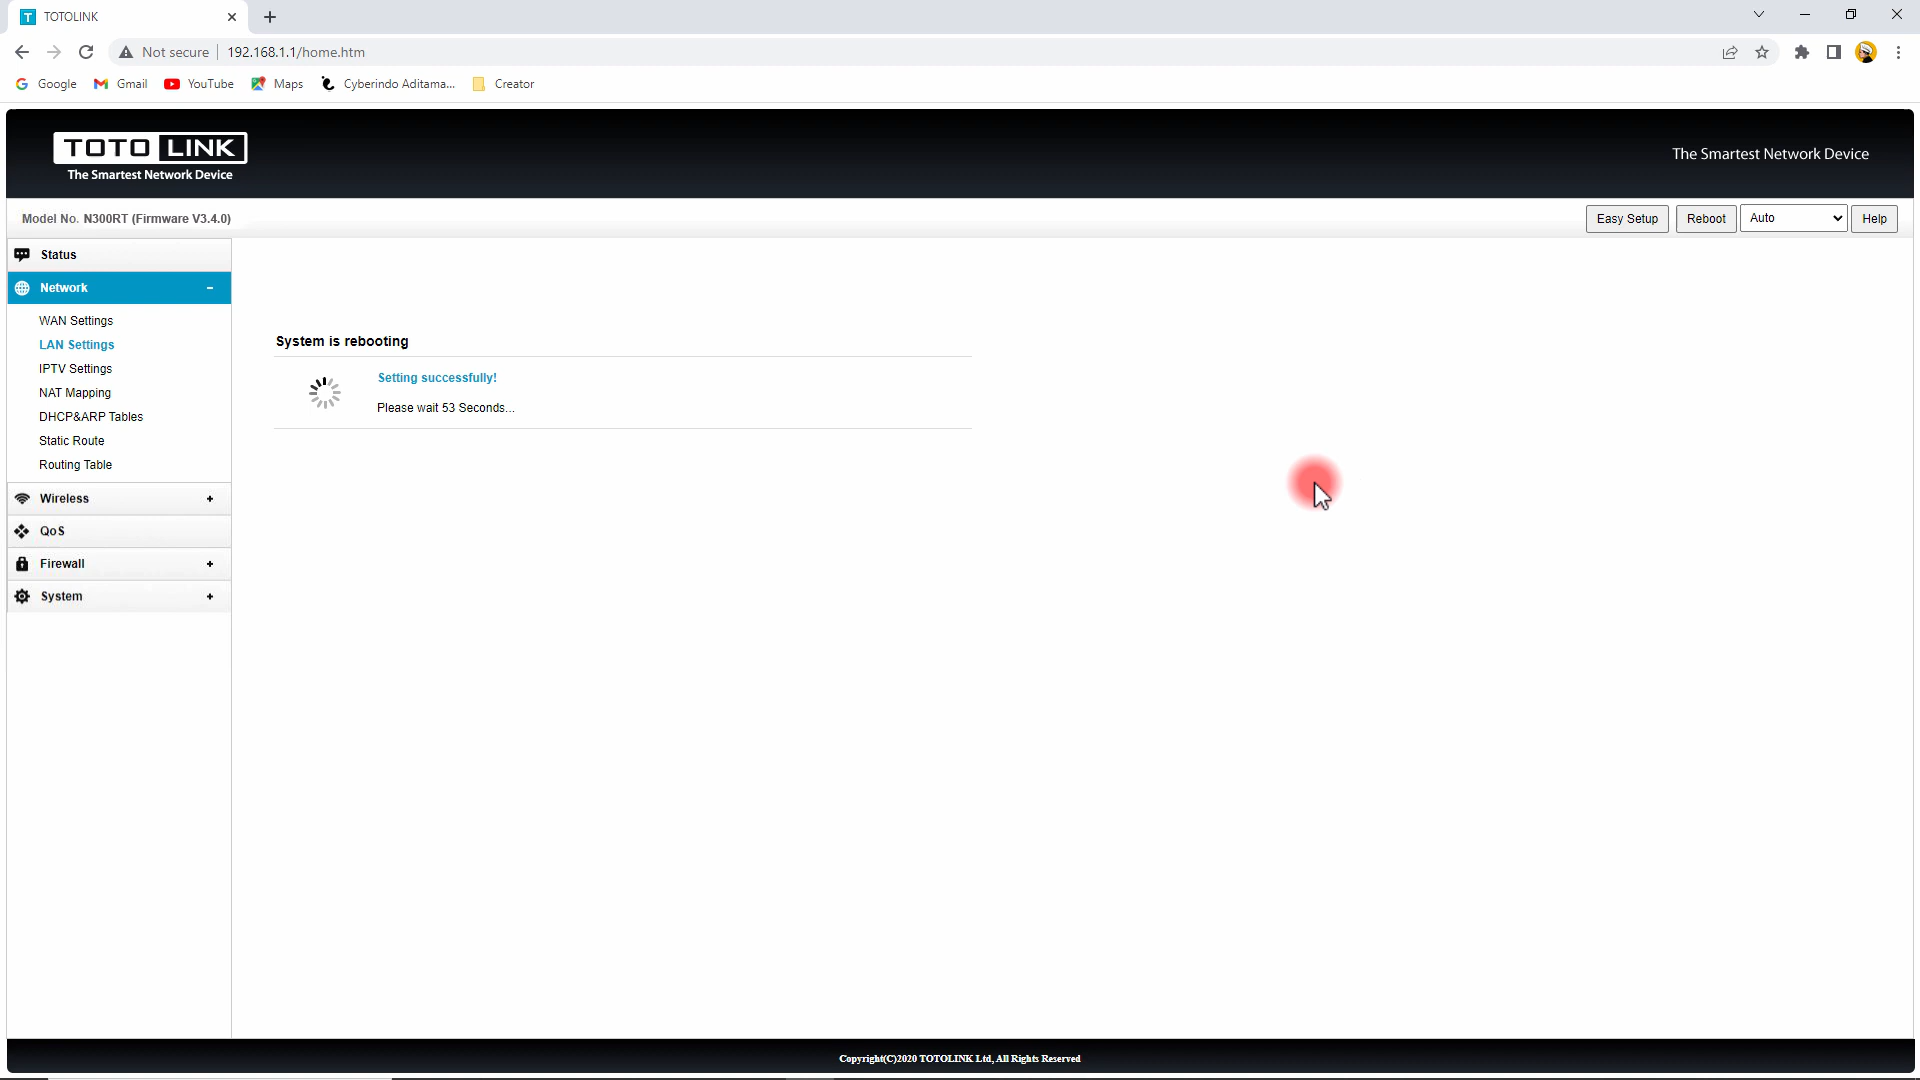 TOTOLINK
Not secure
192.168.1.1/home.htm
Google
Gmail
YouTube
Maps
Cyberindo Aditama...
Creator
TOTO LINK
The Smartest Network Device
The Smartest Network Device
Model No. N300RT (Firmware V3.4.0)
Easy Setup
Reboot
Auto
Help
Status
Network
WAN Settings
LAN Settings
IPTV Settings
NAT Mapping
DHCP&ARP Tables
Static Route
Routing Table
Wireless
QoS
Firewall
System
System is rebooting
Setting successfully!
Please wait 53 Seconds...
Copyright(C)2020 TOTOLINK Ltd, All Rights Reserved